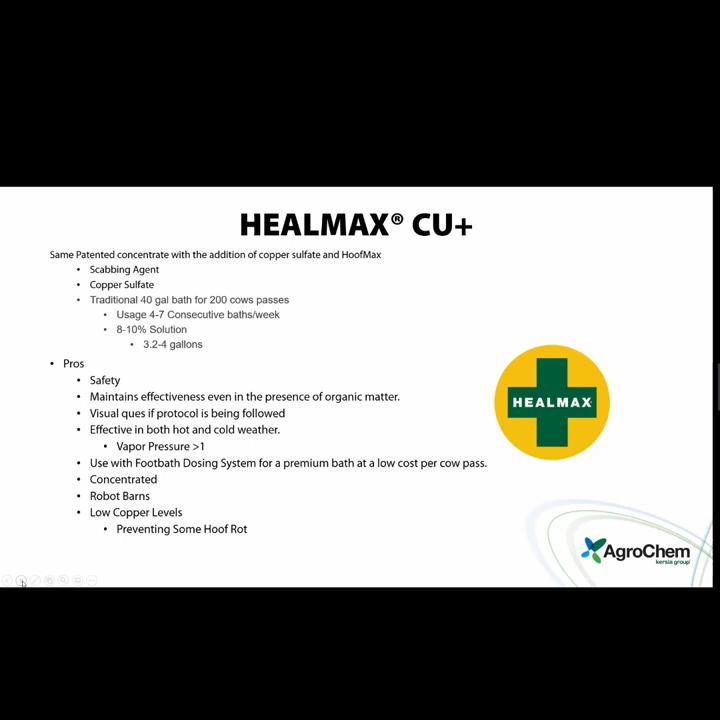 HEALMAX® CU+
Same Patented concentrate with the addition of copper sulfate and HoofMax
• Scabbing Agent
• Copper Sulfate
• Traditional 40 gal bath for 200 cows passes
• Usage 4-7 Consecutive baths/week
• 8-10% Solution
• 3.2-4 gallons
• Pros
• Safety
• Maintains effectiveness even in the presence of organic matter.
• Visual ques if protocol is being followed
• Effective in both hot and cold weather.
• Vapor Pressure >1
• Use with Footbath Dosing System for a premium bath at a low cost per cow pass.
• Concentrated
• Robot Barns
• Low Copper Levels
• Preventing Some Hoof Rot
HEALMAX
AgroChem
kersia group